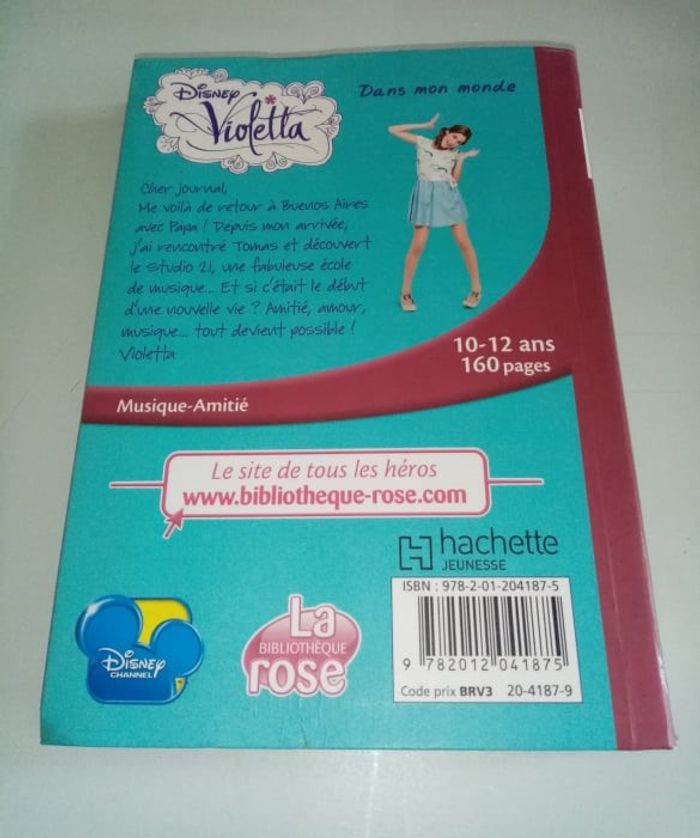 Disney
Violetta
Dans mon monde
Cher journal,
Me voilà de retour à Buenos Aires
avec Papa ! Depuis mon arrivée,
j'ai rencontré Tomas et découvert
le Studio 21, une fabuleuse école
de musique... Et si c'était le début
d'une nouvelle vie ? Amitié, amour,
musique... tout devient possible !
Violetta
10-12 ans
160 pages
Musique-Amitié
Le site de tous les héros
www.bibliotheque-rose.com
hachette
JEUNESSE
ISBN : 978-2-01-204187-5
9 782012 041875
Code prix BRV3 20-4187-9
Disney
CHANNEL
La
BIBLIOTHÈQUE
rose